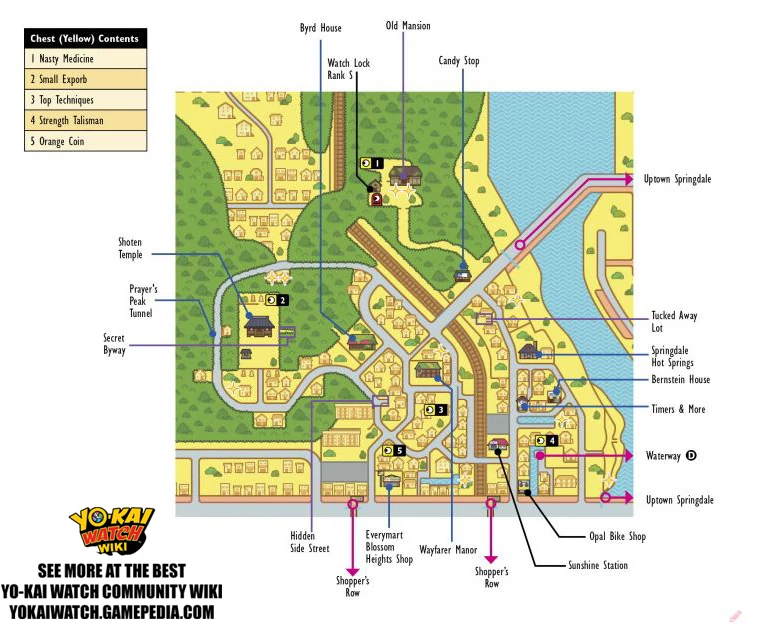 Chest (Yellow) Contents
1 Nasty Medicine
2 Small Exporb
3 Top Techniques
4 Strength Talisman
5 Orange Coin
Byrd House
Old Mansion
Watch Lock
Rank S
Candy Stop
1
Uptown Springdale
Shoten
Temple
Prayer's
Peak
Tunnel
2
Secret
Byway
Tucked Away
Lot
Springdale
Hot Springs
Bernstein House
Timers & More
3
4
5
Waterway D
Uptown Springdale
Hidden
Side Street
Everymart
Blossom
Heights Shop
Wayfarer Manor
Opal Bike Shop
Sunshine Station
Shopper's
Row
Shopper's
Row
YO-KAI
WATCH
WIKI
SEE MORE AT THE BEST
YO-KAI WATCH COMMUNITY WIKI
YOKAIWATCH.GAMEPEDIA.COM